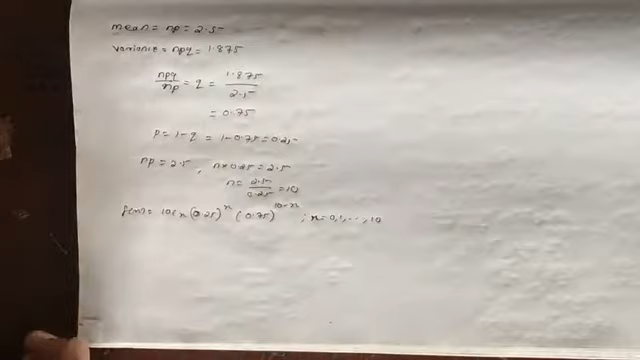 mean = np = 2.5
variance = npq = 1.875
npq/np = q = 1.875/2.5
= 0.75
p = 1-q = 1-0.75 = 0.25
np = 2.5 , n×0.25 = 2.5
n = 2.5/0.25 = 10
f(x) = 10Cx (0.25)^x (0.75)^10-x ; x = 0,1,...,10